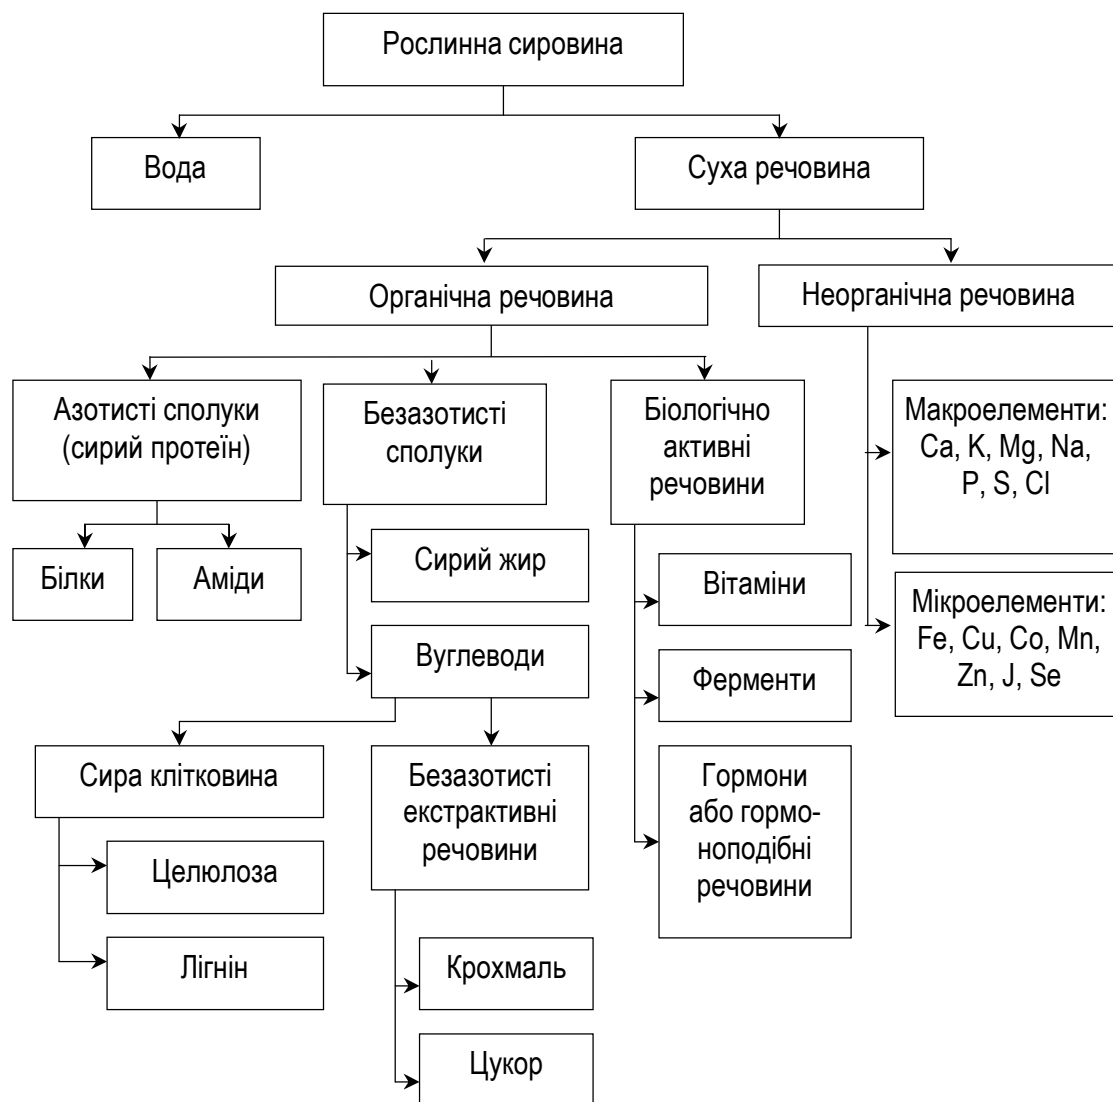 Рослинна сировина
Вода
Суха речовина
Органічна речовина
Неорганічна речовина
Азотисті сполуки
(сирий протеїн)
Безазотисті
сполуки
Біологічно
активні
речовини
Макроелементи:
Ca, K, Mg, Na,
P, S, Cl
Білки
Аміди
Сирий жир
Вітаміни
Мікроелементи:
Fe, Cu, Co, Mn,
Zn, J, Se
Вуглеводи
Ферменти
Сира клітковина
Безазотисті
екстрактивні
речовини
Гормони
або гормо-
ноподібні
речовини
Целюлоза
Лігнін
Крохмаль
Цукор